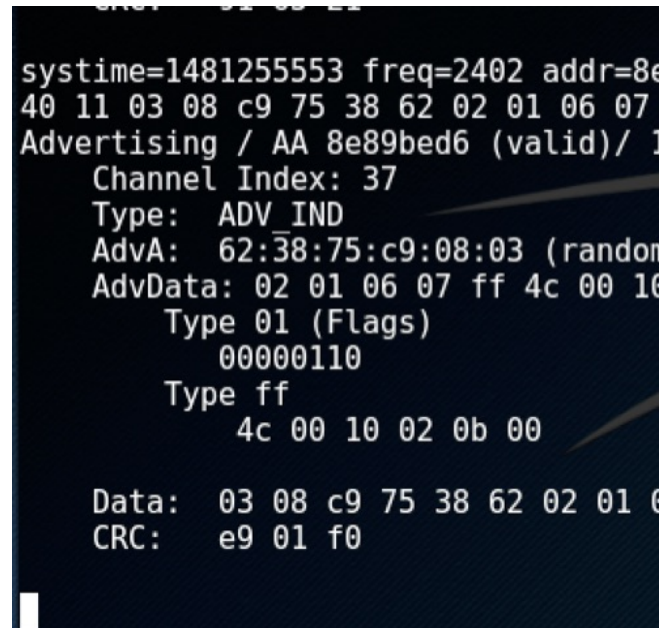 systime=1481255553 freq=2402 addr=8e
40 11 03 08 c9 75 38 62 02 01 06 07
Advertising / AA 8e89bed6 (valid)/ 1
Channel Index: 37
Type: ADV_IND
AdvA: 62:38:75:c9:08:03 (random
AdvData: 02 01 06 07 ff 4c 00 10
Type 01 (Flags)
00000110
Type ff
4c 00 10 02 0b 00
Data: 03 08 c9 75 38 62 02 01 0
CRC: e9 01 f0